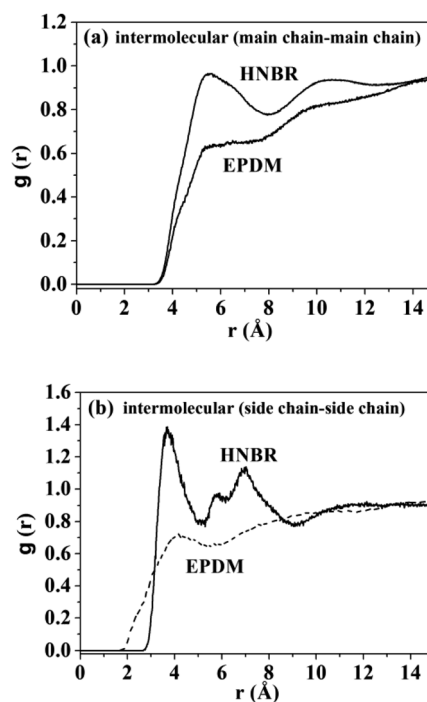 (a) intermolecular (main chain-main chain)
HNBR
EPDM
g (r)
1.2
1.0
0.8
0.6
0.4
0.2
0.0
0 2 4 6 8 10 12 14
r (Å)
(b) intermolecular (side chain-side chain)
HNBR
EPDM
g (r)
1.6
1.4
1.2
1.0
0.8
0.6
0.4
0.2
0.0
0 2 4 6 8 10 12 14
r (Å)